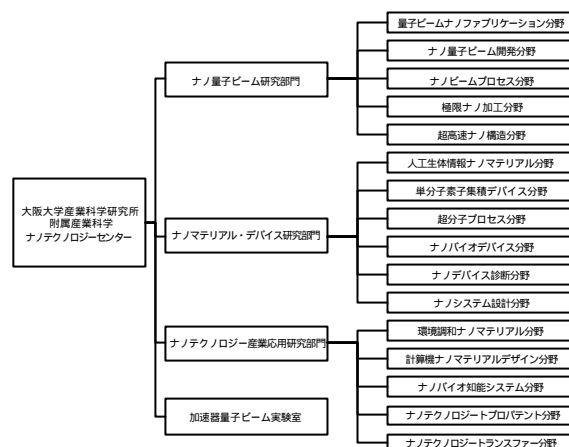 大阪大学産業科学研究所
附属産業科学
ナノテクノロジーセンター
ナノ量子ビーム研究部門
量子ビームナノファブリケーション分野
ナノ量子ビーム開発分野
ナノビームプロセス分野
極限ナノ加工分野
超高速ナノ構造分野
ナノマテリアル・デバイス研究部門
人工生体情報ナノマテリアル分野
単分子素子集積デバイス分野
超分子プロセス分野
ナノバイオデバイス分野
ナノデバイス診断分野
ナノシステム設計分野
ナノテクノロジー産業応用研究部門
環境調和ナノマテリアル分野
計算機ナノマテリアルデザイン分野
ナノバイオ知能システム分野
ナノテクノロジートプロパテント分野
ナノテクノロジートランスファー分野
加速器量子ビーム実験室